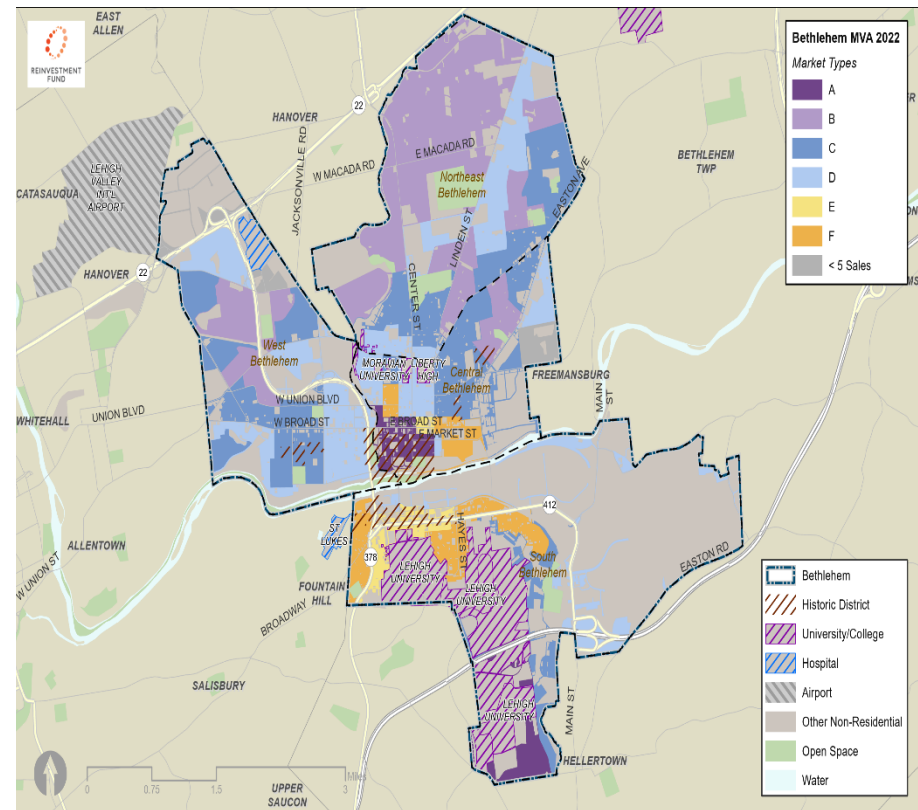 EAST
ALLEN
REINVESTMENT
FUND
Bethlehem MVA 2022
Market Types
A
B
C
D
E
F
< 5 Sales
22
HANOVER
JACKSONVILLE RD
W MACADA RD
E MACADA RD
Northeast
Bethlehem
EASTON AVE
BETHLEHEM
TWP
LEHIGH
VALLEY
INTL
AIRPORT
CATASAUQUA
HANOVER
22
LINDEN ST
CENTER ST
West
Bethlehem
MORAVIAN
UNIVERSITY
LIBERTY
HIGH
Central
Bethlehem
FREEMANSBURG
MAIN
ST
WHITEHALL
UNION BLVD
W UNION BLVD
W BROAD ST
E BROAD ST
E MARKET ST
412
ST
LUKES
HAYES ST
South
Bethlehem
378
LEHIGH
UNIVERSITY
LEHIGH
UNIVERSITY
ALLENTOWN
W UNION ST
FOUNTAIN
HILL
BROADWAY
EASTON RD
SALISBURY
LEHIGH
UNIVERSITY
MAIN ST
HELLERTOWN
UPPER
SAUCON
Miles
0 0.75 1.5 3
Bethlehem
Historic District
University/College
Hospital
Airport
Other Non-Residential
Open Space
Water